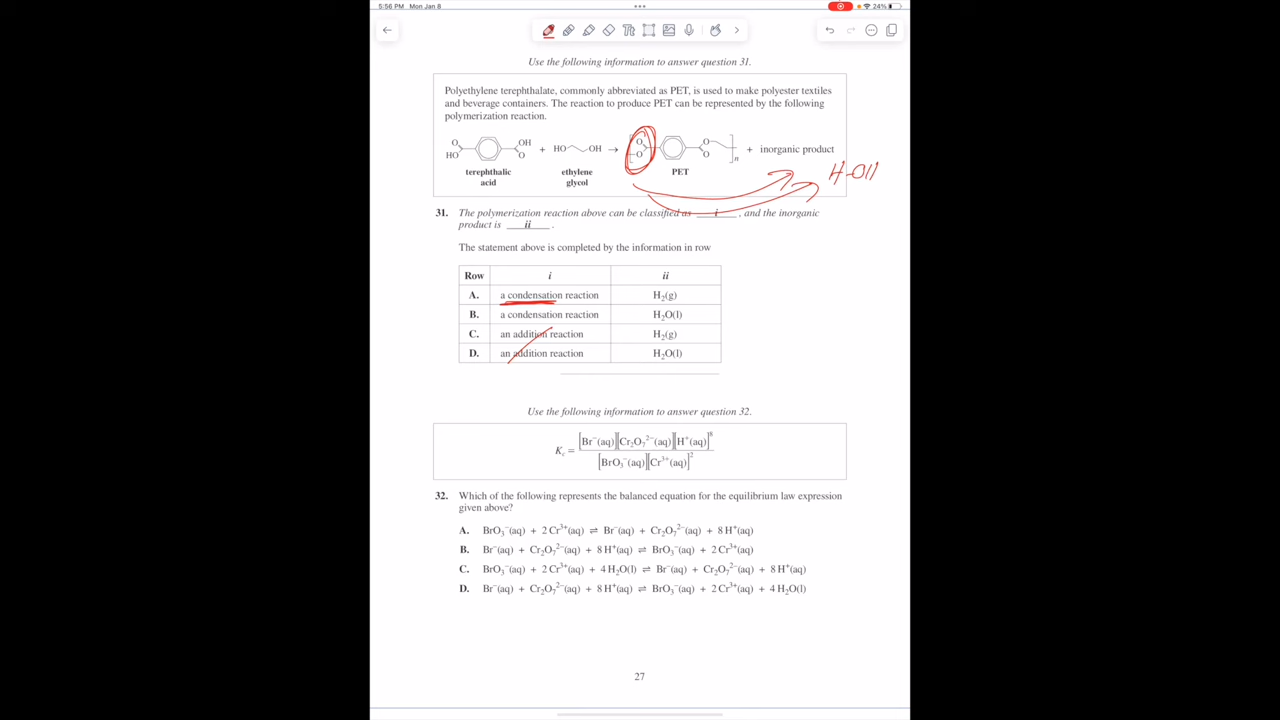 5:56 PM Mon Jan 8
24%
Use the following information to answer question 31.
Polyethylene terephthalate, commonly abbreviated as PET, is used to make polyester textiles
and beverage containers. The reaction to produce PET can be represented by the following
polymerization reaction.
O HO OH O + HO OH → O O O O n + inorganic product
H-OH
terephthalic acid
ethylene glycol
PET
31. The polymerization reaction above can be classified as i , and the inorganic
product is ii .
The statement above is completed by the information in row
Row i ii
A. a condensation reaction H₂(g)
B. a condensation reaction H₂O(l)
C. an addition reaction H₂(g)
D. an addition reaction H₂O(l)
Use the following information to answer question 32.
K꜀ = [Br⁻(aq)][Cr₂O₇²⁻(aq)][H⁺(aq)]⁸
[BrO₃⁻(aq)][Cr³⁺(aq)]²
32. Which of the following represents the balanced equation for the equilibrium law expression
given above?
A. BrO₃⁻(aq) + 2 Cr³⁺(aq) ⇌ Br⁻(aq) + Cr₂O₇²⁻(aq) + 8 H⁺(aq)
B. Br⁻(aq) + Cr₂O₇²⁻(aq) + 8 H⁺(aq) ⇌ BrO₃⁻(aq) + 2 Cr³⁺(aq)
C. BrO₃⁻(aq) + 2 Cr³⁺(aq) + 4 H₂O(l) ⇌ Br⁻(aq) + Cr₂O₇²⁻(aq) + 8 H⁺(aq)
D. Br⁻(aq) + Cr₂O₇²⁻(aq) + 8 H⁺(aq) ⇌ BrO₃⁻(aq) + 2 Cr³⁺(aq) + 4 H₂O(l)
27